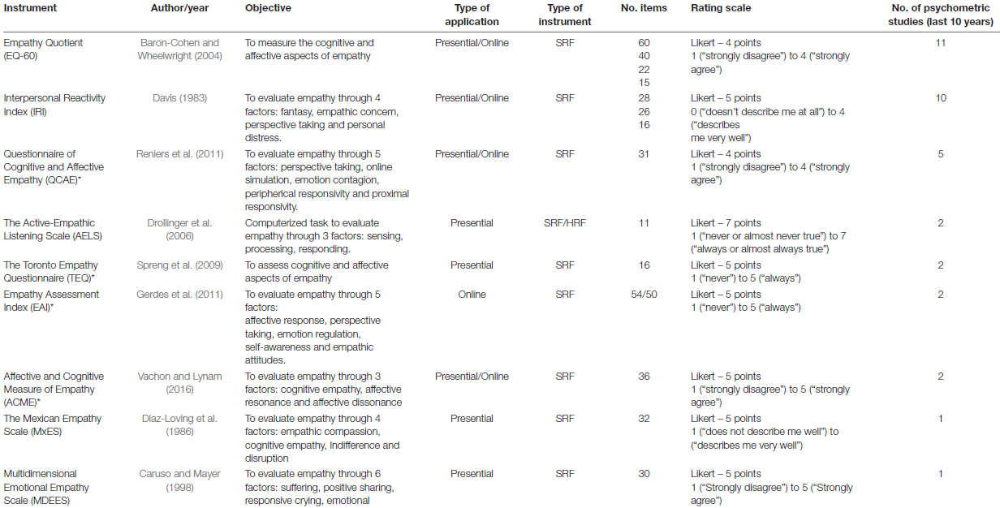 Instrument Author/year Objective Type of application Type of instrument No. items Rating scale No. of psychometric studies (last 10 years)
Empathy Quotient Baron-Cohen and To measure the cognitive and Presential/Online SRF 60 Likert – 4 points 11
(EQ-60) Wheelwright (2004) affective aspects of empathy 40 1 (“strongly disagree”) to 4 (“strongly
22 agree”)
15
Interpersonal Reactivity Davis (1983) To evaluate empathy through 4 Presential/Online SRF 28 Likert – 5 points 10
Index (IRI) factors: fantasy, empathic concern, 26 0 (“doesn’t describe me at all”) to 4
perspective taking and personal 16 (“describes
distress. me very well”)
Questionnaire of Reniers et al. (2011) To evaluate empathy through 5 Presential/Online SRF 31 Likert – 4 points 5
Cognitive and Affective factors: perspective taking, online 1 (“strongly disagree”) to 4 (“strongly
Empathy (QCAE)* simulation, emotion contagion, agree”)
peripherical responsivity and proximal
responsivity.
The Active-Empathic Drollinger et al. Computerized task to evaluate Presential SRF/HRF 11 Likert – 7 points 2
Listening Scale (AELS) (2006) empathy through 3 factors: sensing, 1 (“never or almost never true”) to 7
processing, responding. (“always or almost always true”)
The Toronto Empathy Spreng et al. (2009) To assess cognitive and affective Presential SRF 16 Likert – 5 points 2
Questionnaire (TEQ)* aspects of empathy 1 (“never”) to 5 (“always”)
Empathy Assessment Gerdes et al. (2011) To evaluate empathy through 5 Online SRF 54/50 Likert – 5 points 2
Index (EAI)* factors: 1 (“never”) to 5 (“always”)
affective response, perspective
taking, emotion regulation,
self-awareness and empathic
attitudes.
Affective and Cognitive Vachon and Lynam To evaluate empathy through 3 Presential/Online SRF 36 Likert – 5 points 2
Measure of Empathy (2016) factors: cognitive empathy, affective 1 (“strongly disagree”) to 5 (“strongly
(ACME)* resonance and affective dissonance agree”)
The Mexican Empathy Díaz-Loving et al. To evaluate empathy through 4 Presential SRF 32 Likert – 5 points 1
Scale (MxES) (1986) factors: empathic compassion, 1 (“does not describe me well”) to
cognitive empathy, Indifference and (“describes me very well”)
disruption
Multidimensional Caruso and Mayer To evaluate empathy through 6 Presential SRF 30 Likert – 5 points 1
Emotional Empathy (1998) factors: suffering, positive sharing, 1 (“Strongly disagree”) to 5 (“Strongly
Scale (MDEES) responsive crying, emotional agree”)